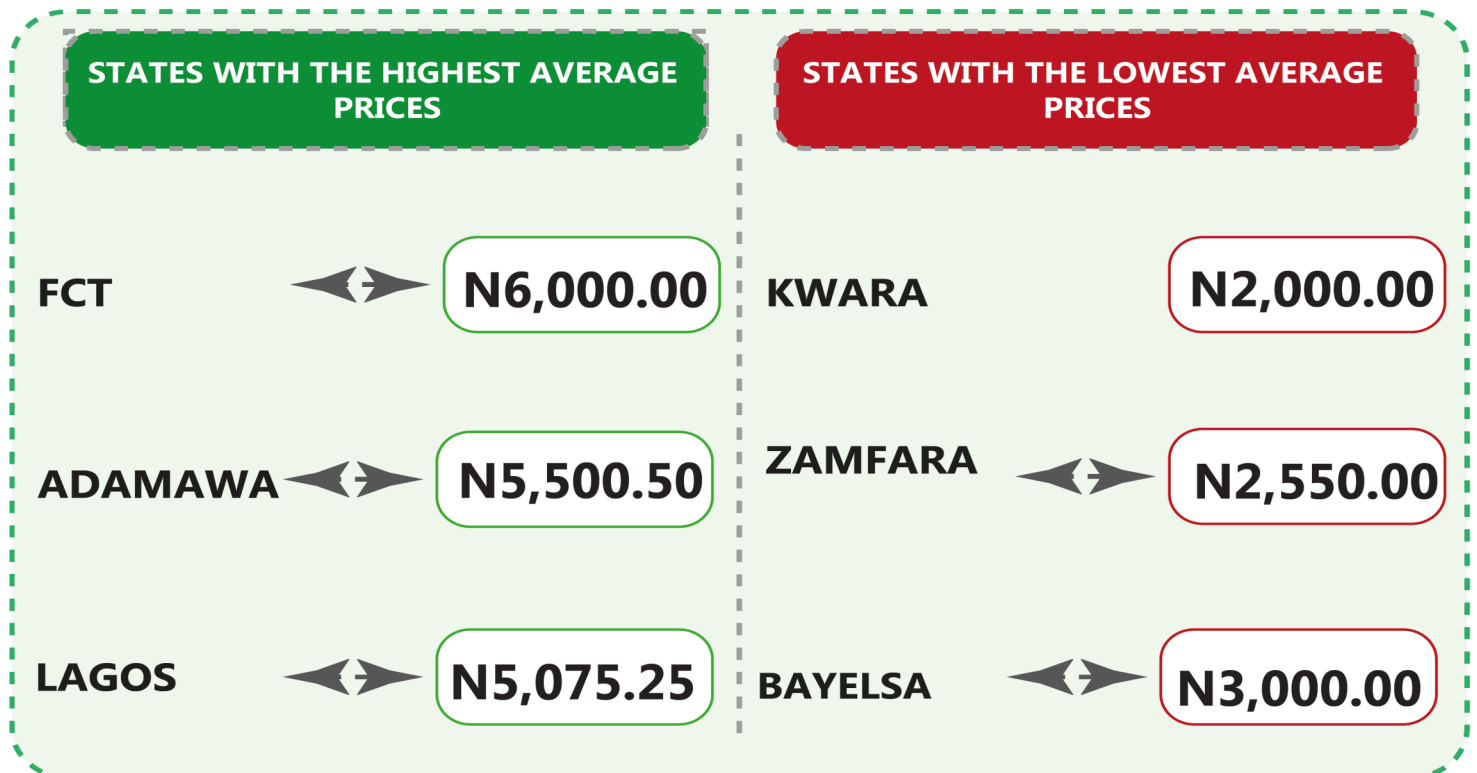 STATES WITH THE HIGHEST AVERAGE
PRICES
FCT N6,000.00
ADAMAWA N5,500.50
LAGOS N5,075.25
STATES WITH THE LOWEST AVERAGE
PRICES
KWARA N2,000.00
ZAMFARA N2,550.00
BAYELSA N3,000.00